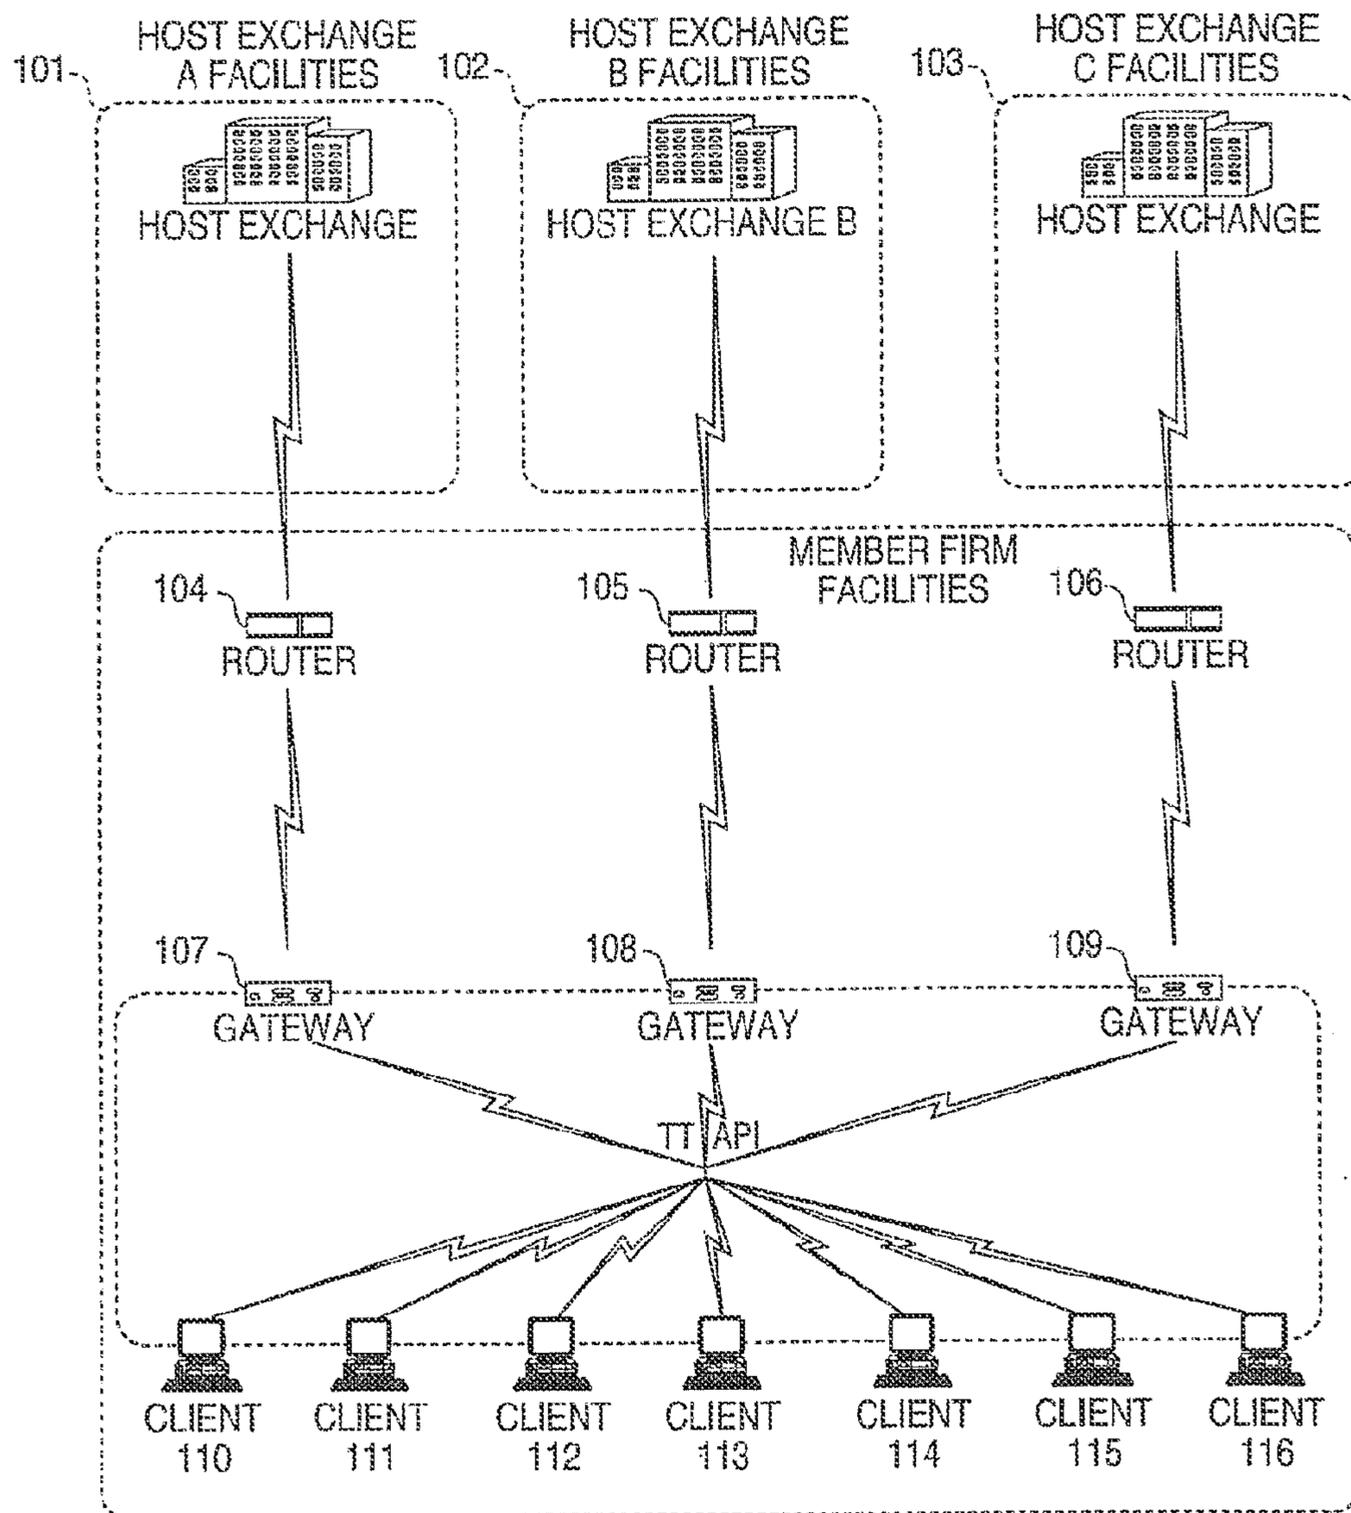 HOST EXCHANGE
A FACILITIES
HOST EXCHANGE
B FACILITIES
HOST EXCHANGE
C FACILITIES
101
102
103
HOST EXCHANGE
HOST EXCHANGE B
HOST EXCHANGE
MEMBER FIRM
FACILITIES
104
105
106
ROUTER
ROUTER
ROUTER
107
108
109
GATEWAY
GATEWAY
GATEWAY
TT API
CLIENT
110
CLIENT
111
CLIENT
112
CLIENT
113
CLIENT
114
CLIENT
115
CLIENT
116